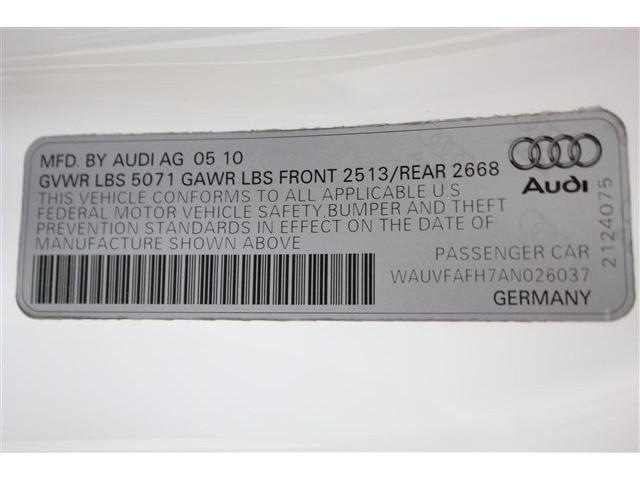 MFD. BY AUDI AG 05 10
GVWR LBS 5071 GAWR LBS FRONT 2513/REAR 2668
THIS VEHICLE CONFORMS TO ALL APPLICABLE U S
FEDERAL MOTOR VEHICLE SAFETY, BUMPER AND THEFT
PREVENTION STANDARDS IN EFFECT ON THE DATE OF
MANUFACTURE SHOWN ABOVE
Audi
PASSENGER CAR
WAUVFAFH7AN026037
GERMANY
2124075